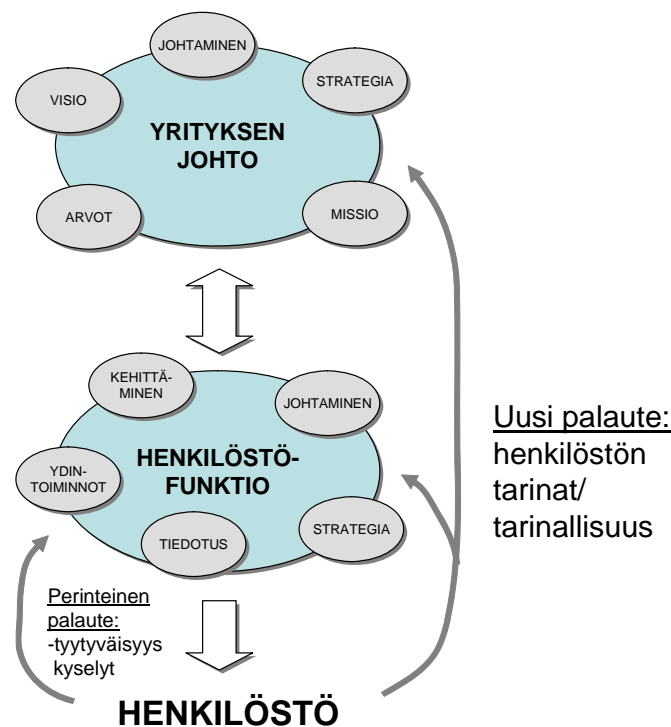 JOHTAMINEN
STRATEGIA
VISIO
YRITYKSEN
JOHTO
ARVOT
MISSIO
KEHITTÄ-
MINEN
JOHTAMINEN
Uusi palaute:
henkilöstön
tarinat/
tarinallisuus
HENKILÖSTÖ-
FUNKTIO
YDIN-
TOIMINNOT
STRATEGIA
TIEDOTUS
Perinteinen
palaute:
-tyytyväisyys
kyselyt
HENKILÖSTÖ